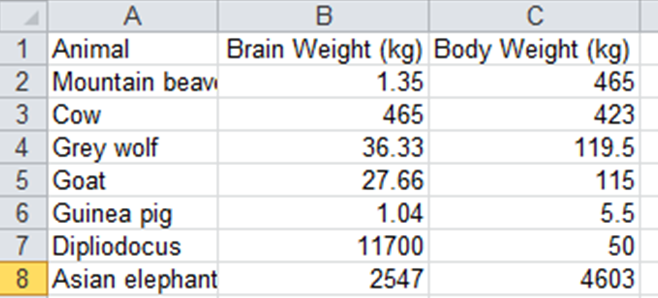 A B C
1 Animal Brain Weight (kg) Body Weight (kg)
2 Mountain beav 1.35 465
3 Cow 465 423
4 Grey wolf 36.33 119.5
5 Goat 27.66 115
6 Guinea pig 1.04 5.5
7 Dipliodocus 11700 50
8 Asian elephant 2547 4603